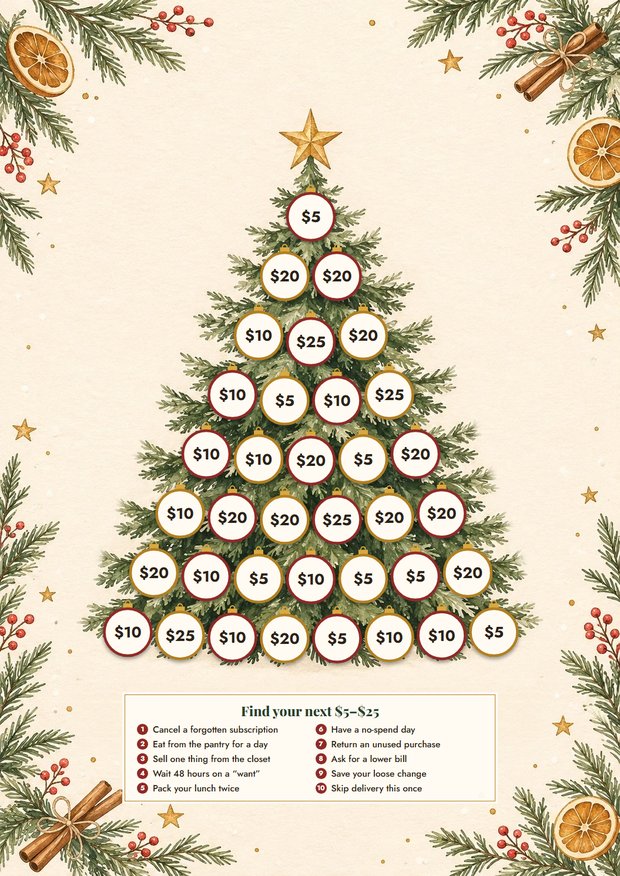 $5
$20 $20
$10 $25 $20
$10 $5 $10 $25
$10 $10 $20 $5 $20
$10 $20 $20 $25 $20 $20
$20 $10 $5 $10 $5 $5 $20
$10 $25 $10 $20 $5 $10 $10 $5
Find your next $5–$25
1 Cancel a forgotten subscription
2 Eat from the pantry for a day
3 Sell one thing from the closet
4 Wait 48 hours on a “want”
5 Pack your lunch twice
6 Have a no-spend day
7 Return an unused purchase
8 Ask for a lower bill
9 Save your loose change
10 Skip delivery this once